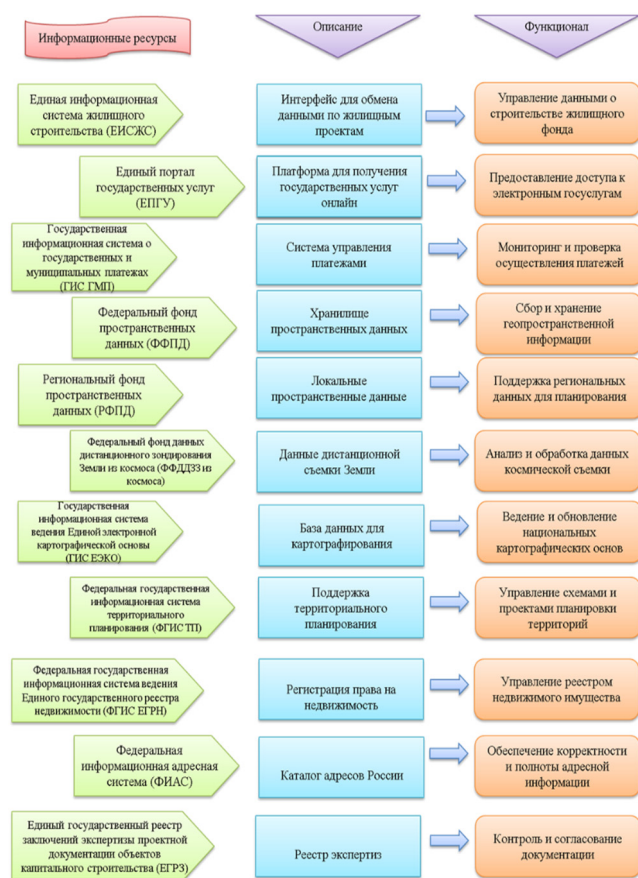 Информационные ресурсы
Описание
Функционал
Единая информационная
система жилищного
строительства (ЕИСЖС)
Интерфейс для обмена
данными по жилищным
проектам
Управление данными о
строительстве жилищного
фонда
Единый портал
государственных услуг
(ЕПГУ)
Платформа для получения
государственных услуг
онлайн
Предоставление доступа к
электронным госуслугам
Государственная
информационная система о
государственных и
муниципальных платежах
(ГИС ГМП)
Система управления
платежами
Мониторинг и проверка
осуществления платежей
Федеральный фонд
пространственных
данных (ФФПД)
Хранилище
пространственных данных
Сбор и хранение
геопространственной
информации
Региональный фонд
пространственных
данных (РФПД)
Локальные
пространственные данные
Поддержка региональных
данных для планирования
Федеральный фонд данных
дистанционного зондирования
Земли из космоса (ФФДДЗЗ из
космоса)
Данные дистанционной
съемки Земли
Анализ и обработка данных
космической съемки
Государственная
информационная система
ведения Единой электронной
картографической основы
(ГИС ЕЭКО)
База данных для
картографирования
Ведение и обновление
национальных
картографических основ
Федеральная государственная
информационная система
территориального
планирования (ФГИС ТП)
Поддержка
территориального
планирования
Управление схемами и
проектами планировки
территорий
Федеральная государственная
информационная система ведения
Единого государственного реестра
недвижимости (ФГИС ЕГРН)
Регистрация права на
недвижимость
Управление реестром
недвижимого имущества
Федеральная
информационная адресная
система (ФИАС)
Каталог адресов России
Обеспечение корректности
и полноты адресной
информации
Единый государственный реестр
заключений экспертизы проектной
документации объектов
капитального строительства (ЕГРЗ)
Реестр экспертиз
Контроль и согласование
документации